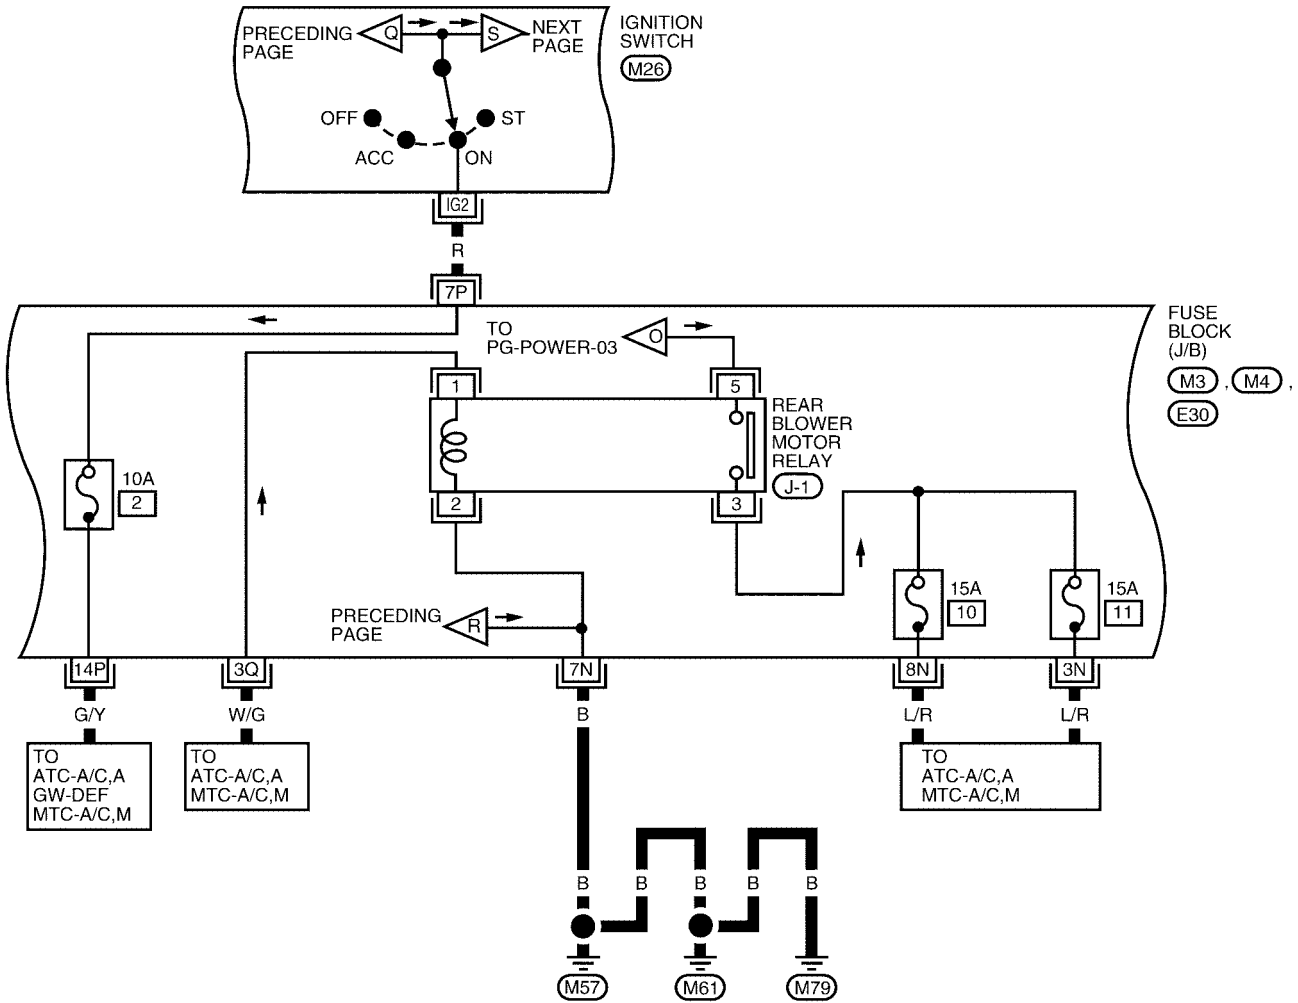 PRECEDING
PAGE
Q
S
NEXT
PAGE
IGNITION
SWITCH
M26
OFF
ACC
ON
ST
IG2
R
7P
TO
PG-POWER-03
O
FUSE
BLOCK
(J/B)
M3 , M4 ,
E30
1
5
REAR
BLOWER
MOTOR
RELAY
J-1
10A
2
2
3
15A
10
15A
11
PRECEDING
PAGE
R
14P
3Q
7N
8N
3N
G/Y
W/G
B
L/R
L/R
TO
ATC-A/C,A
GW-DEF
MTC-A/C,M
TO
ATC-A/C,A
MTC-A/C,M
TO
ATC-A/C,A
MTC-A/C,M
B
B
B
B
B
M57
M61
M79